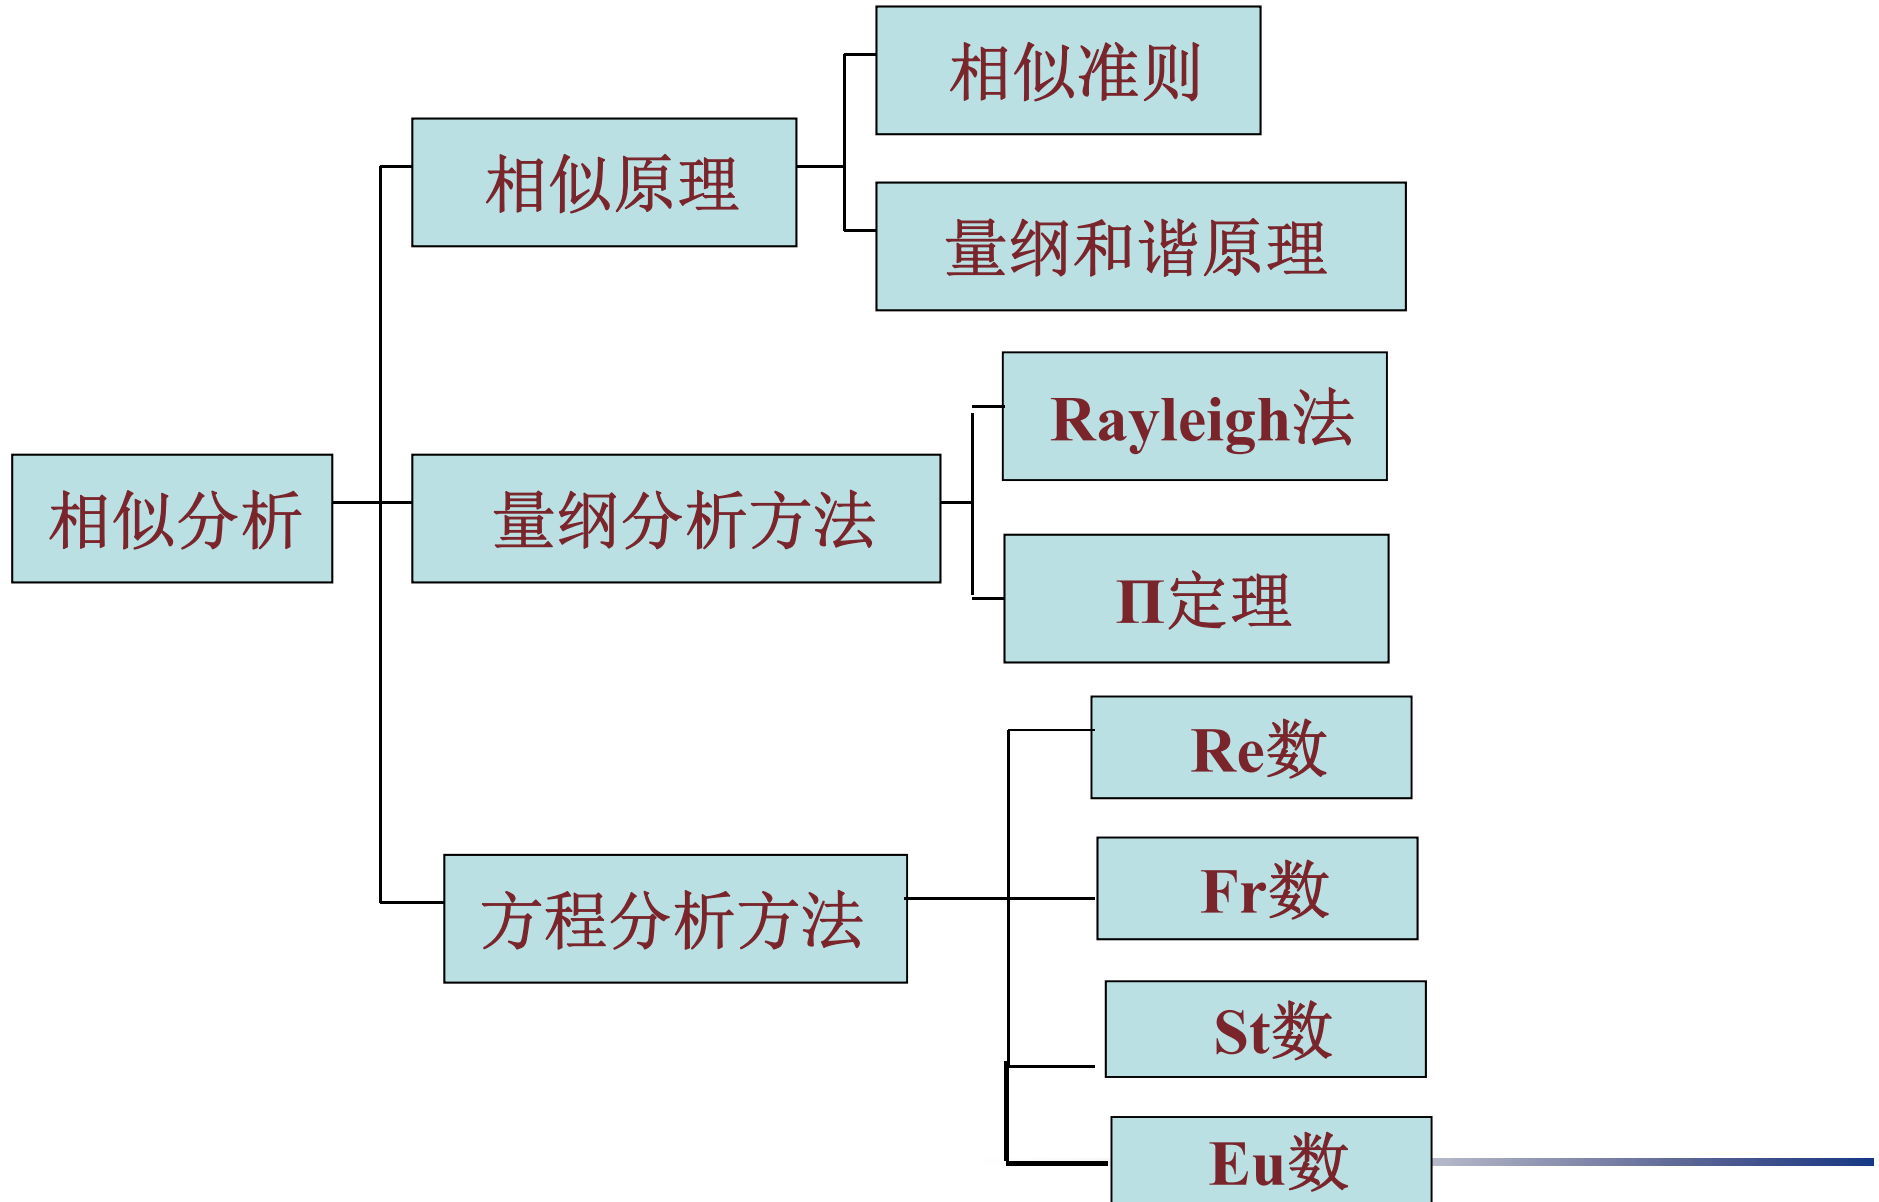 相似准则
相似原理
量纲和谐原理
Rayleigh法
相似分析
量纲分析方法
Π定理
Re数
Fr数
方程分析方法
St数
Eu数